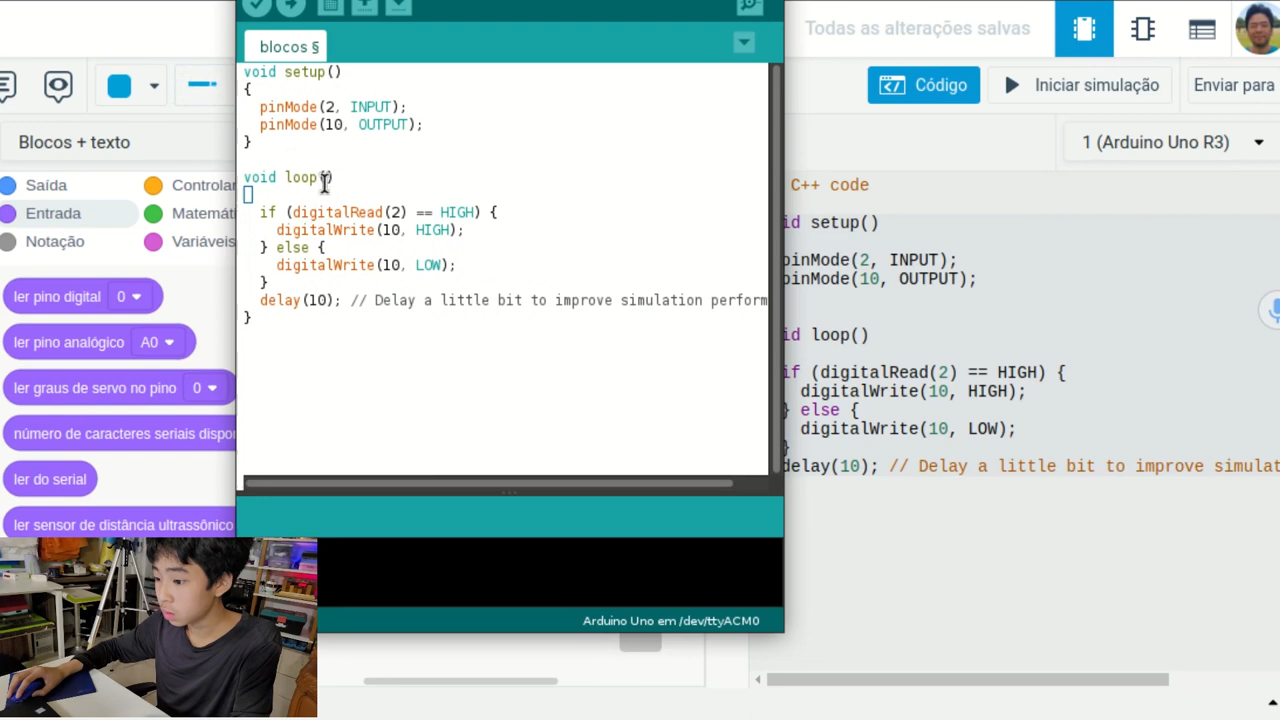 Todas as alterações salvas
Código
Iniciar simulação
Enviar para
Blocos + texto
1 (Arduino Uno R3)
Saída
Controlar
Entrada
Matemáti
Notação
Variáveis
ler pino digital 0
ler pino analógico A0
ler graus de servo no pino 0
número de caracteres seriais dispon
ler do serial
ler sensor de distância ultrassônico
blocos §
void setup()
{
pinMode(2, INPUT);
pinMode(10, OUTPUT);
}
void loop()
if (digitalRead(2) == HIGH) {
digitalWrite(10, HIGH);
} else {
digitalWrite(10, LOW);
}
delay(10); // Delay a little bit to improve simulation perform
}
Arduino Uno em /dev/ttyACM0
C++ code
id setup()
pinMode(2, INPUT);
pinMode(10, OUTPUT);
id loop()
if (digitalRead(2) == HIGH) {
digitalWrite(10, HIGH);
} else {
digitalWrite(10, LOW);
}
delay(10); // Delay a little bit to improve simulat